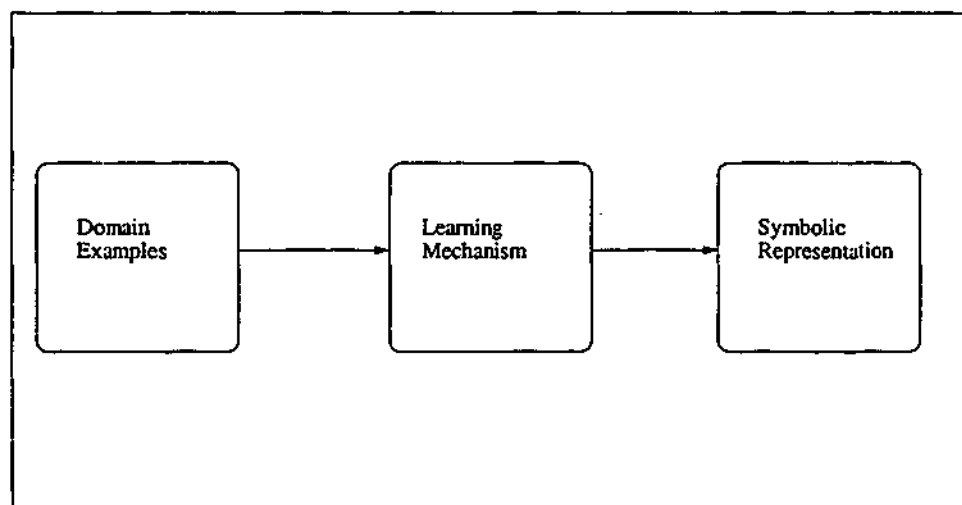 Domain
Examples
Learning
Mechanism
Symbolic
Representation